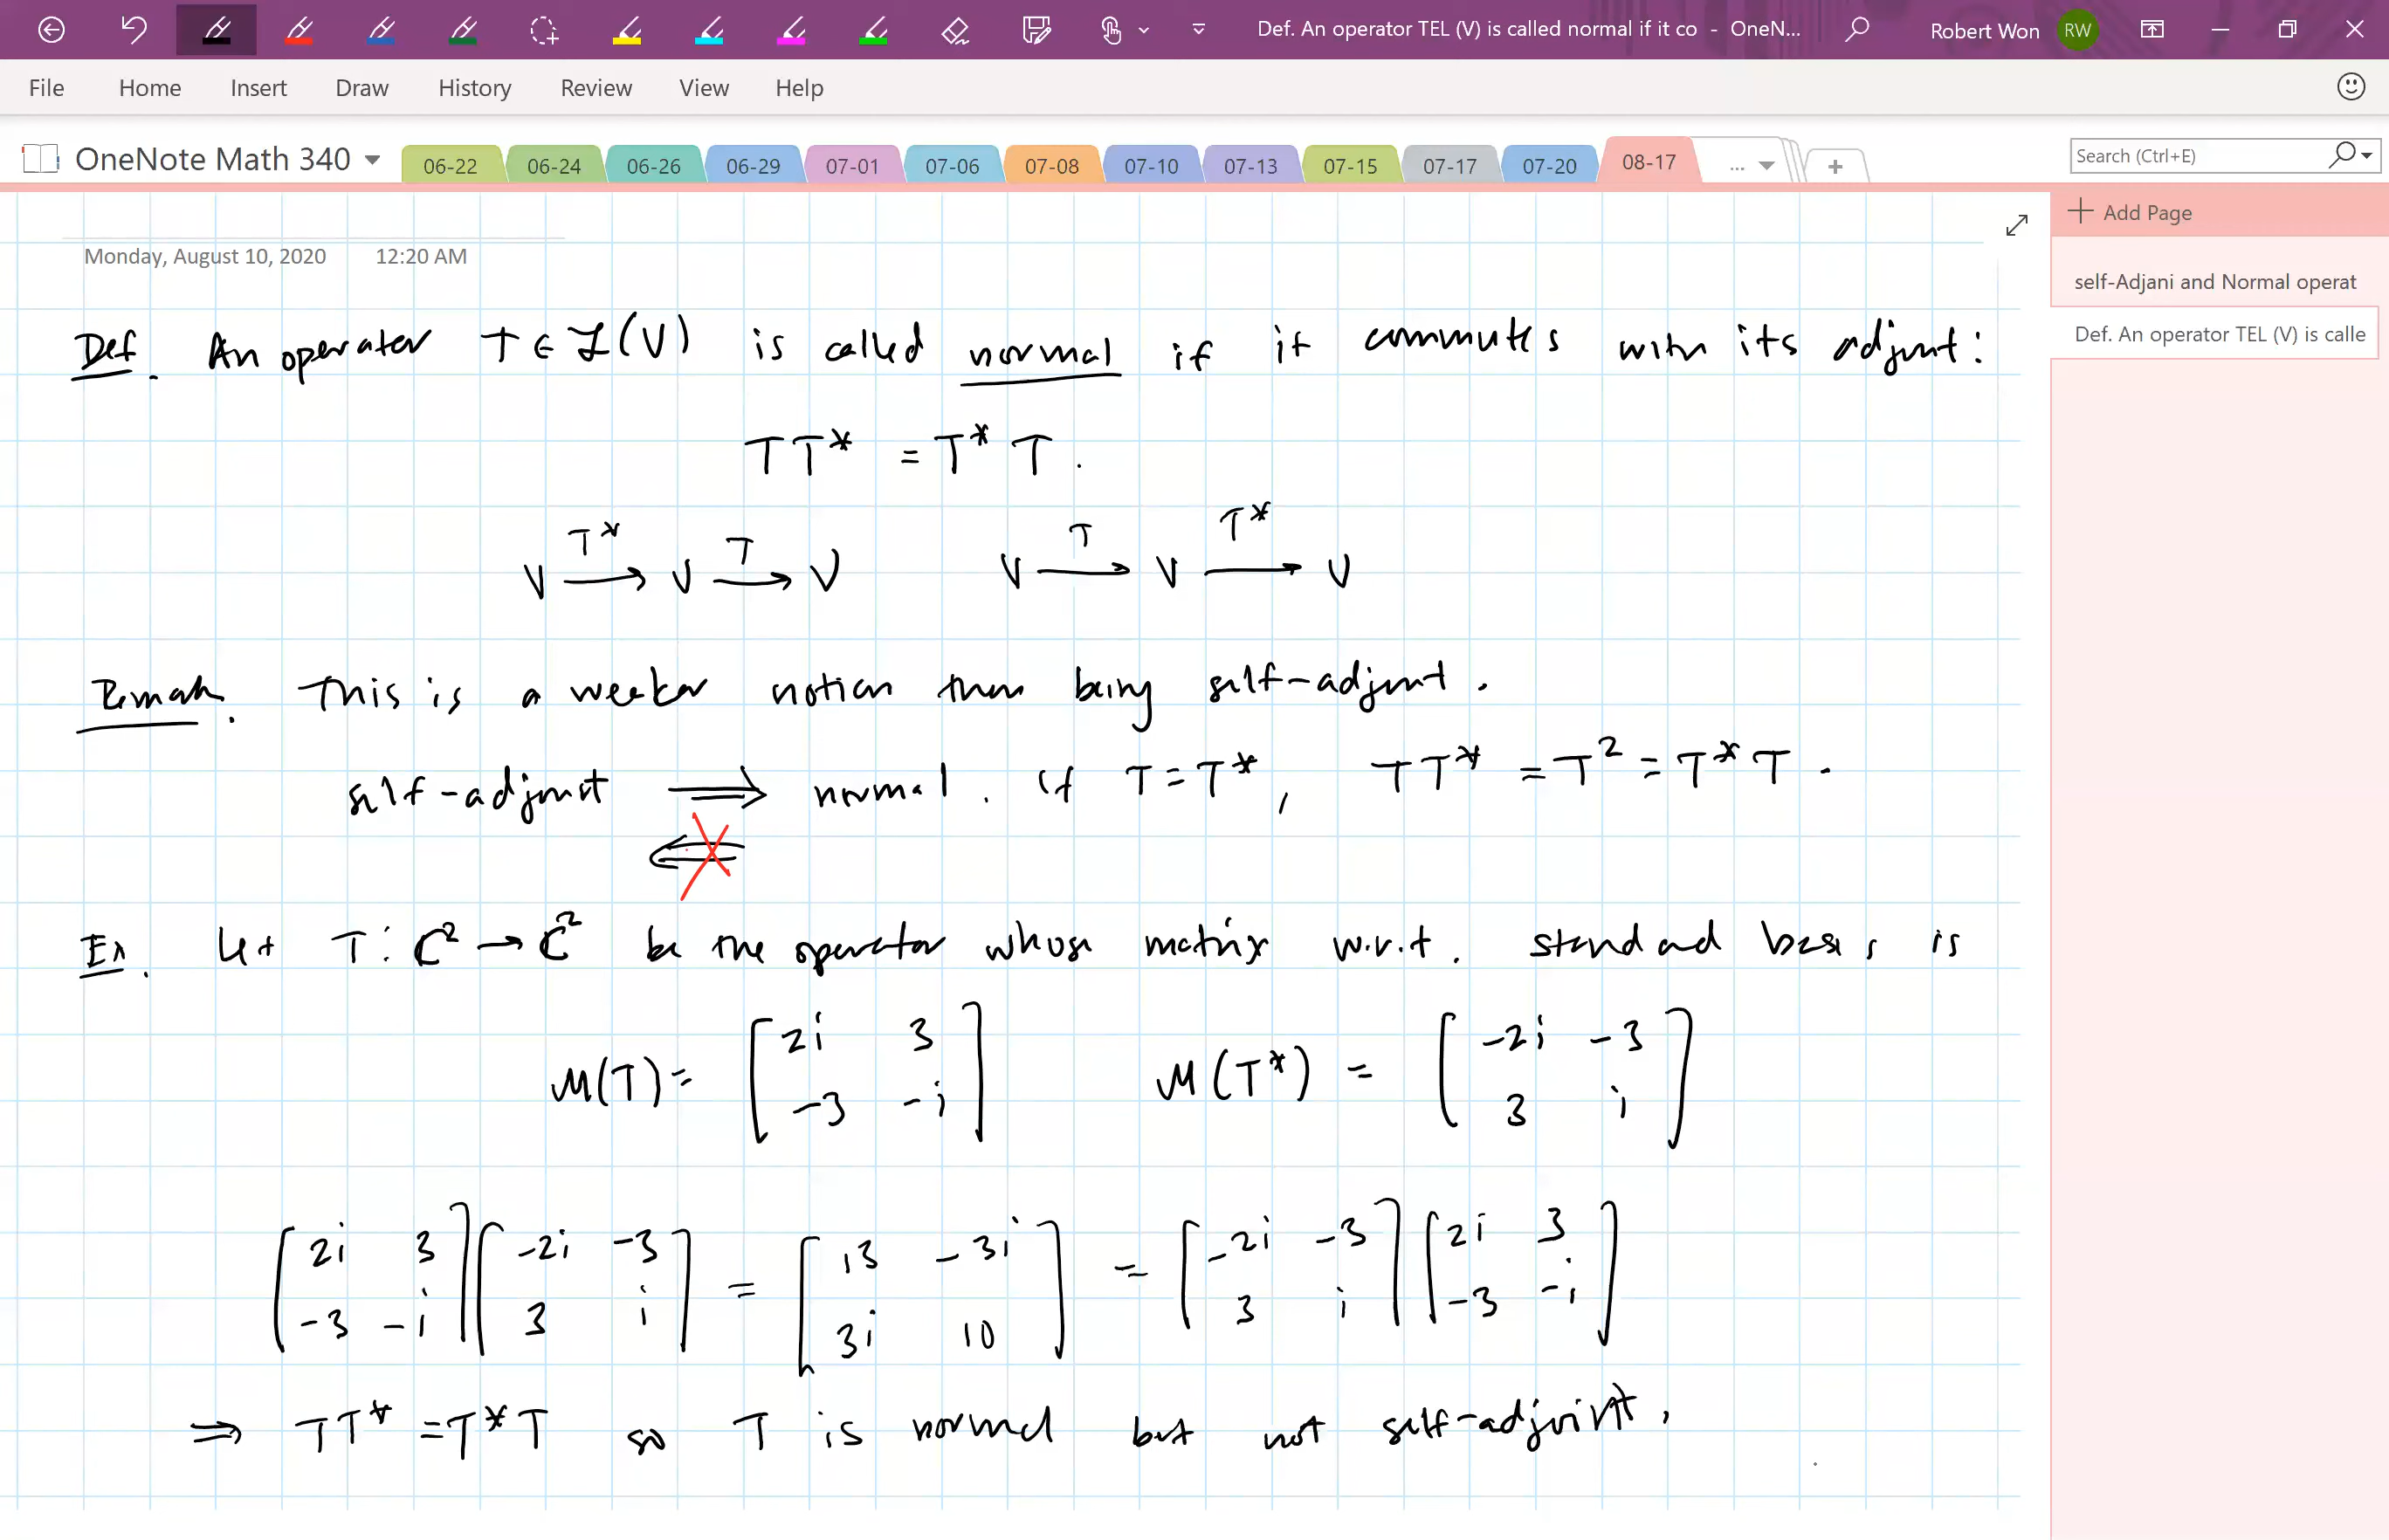 Def. An operator TEL (V) is called normal if it co - OneN...
Robert Won RW
File Home Insert Draw History Review View Help
OneNote Math 340
06-22 06-24 06-26 06-29 07-01 07-06 07-08 07-10 07-13 07-15 07-17 07-20 08-17 ... +
Search (Ctrl+E)
Add Page
self-Adjani and Normal operat
Def. An operator TEL (V) is calle
Monday, August 10, 2020 12:20 AM
Def. An operator T ∈ ℒ(V) is called normal if it commutes with its adjoint:
TT* = T*T.
V --T*--> V --T--> V V --T--> V --T*--> V
Remark. This is a weaker notion than being self-adjoint.
self-adjoint ⟹ normal. If T = T*, TT* = T² = T*T.
⟸ X
Ex. Let T: ℂ² → ℂ² be the operator whose matrix w.r.t. standard basis is
M(T) = [2i 3; -3 -i] M(T*) = [-2i -3; 3 i]
[2i 3; -3 -i] [-2i -3; 3 i] = [13 -3i; 3i 10] = [-2i -3; 3 i] [2i 3; -3 -i]
⟹ TT* = T*T so T is normal but not self-adjoint.